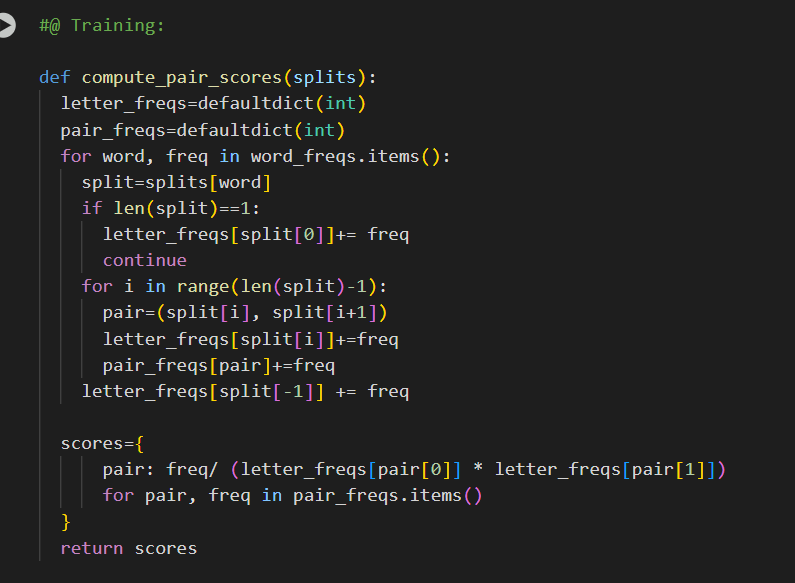 #@ Training:
def compute_pair_scores(splits):
letter_freqs=defaultdict(int)
pair_freqs=defaultdict(int)
for word, freq in word_freqs.items():
split=splits[word]
if len(split)==1:
letter_freqs[split[0]]+= freq
continue
for i in range(len(split)-1):
pair=(split[i], split[i+1])
letter_freqs[split[i]]+=freq
pair_freqs[pair]+=freq
letter_freqs[split[-1]] += freq
scores={
pair: freq/ (letter_freqs[pair[0]] * letter_freqs[pair[1]])
for pair, freq in pair_freqs.items()
}
return scores